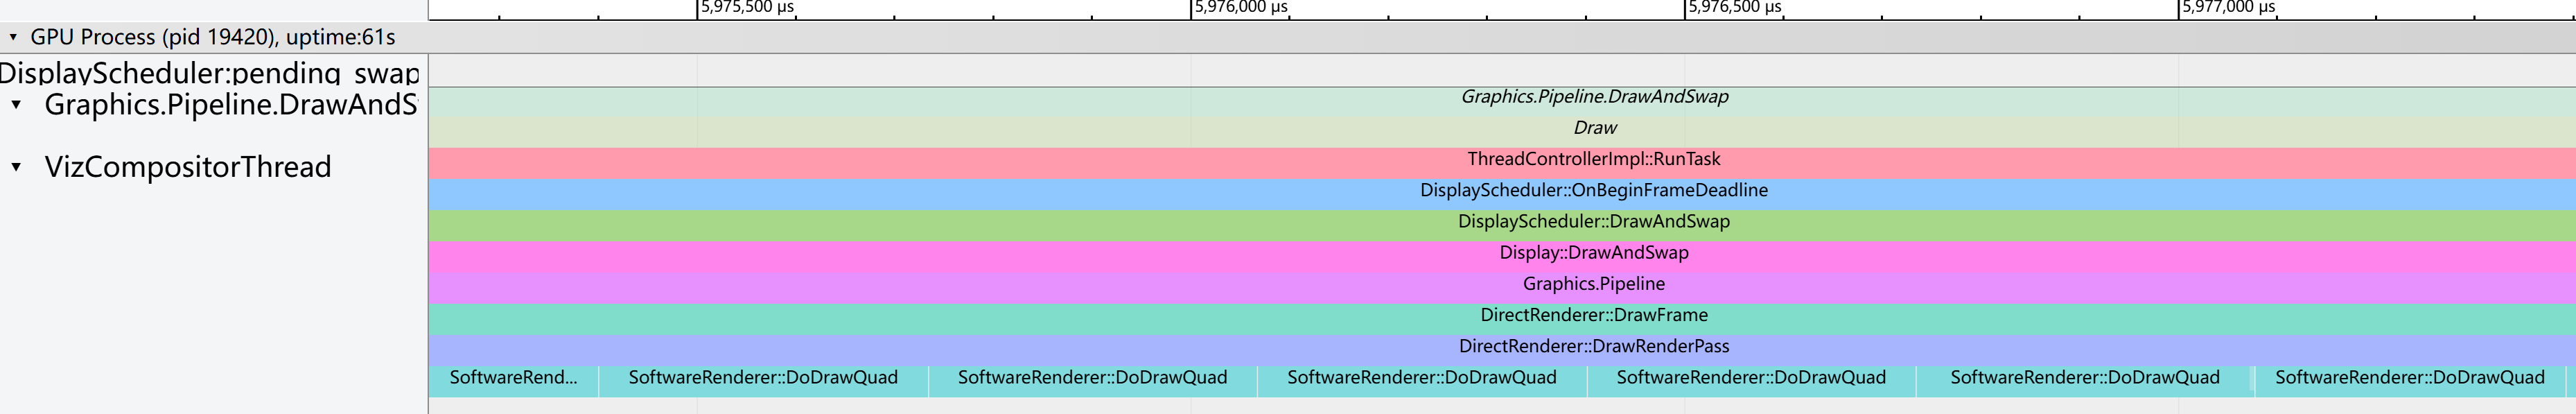 5,975,500 µs 5,976,000 µs 5,976,500 µs 5,977,000 µs
▼ GPU Process (pid 19420), uptime:61s
DisplayScheduler:pending_swap
▼ Graphics.Pipeline.DrawAndS
Graphics.Pipeline.DrawAndSwap
Draw
▼ VizCompositorThread
ThreadControllerImpl::RunTask
DisplayScheduler::OnBeginFrameDeadline
DisplayScheduler::DrawAndSwap
Display::DrawAndSwap
Graphics.Pipeline
DirectRenderer::DrawFrame
DirectRenderer::DrawRenderPass
SoftwareRend... SoftwareRenderer::DoDrawQuad SoftwareRenderer::DoDrawQuad SoftwareRenderer::DoDrawQuad SoftwareRenderer::DoDrawQuad SoftwareRenderer::DoDrawQuad SoftwareRenderer::DoDrawQuad